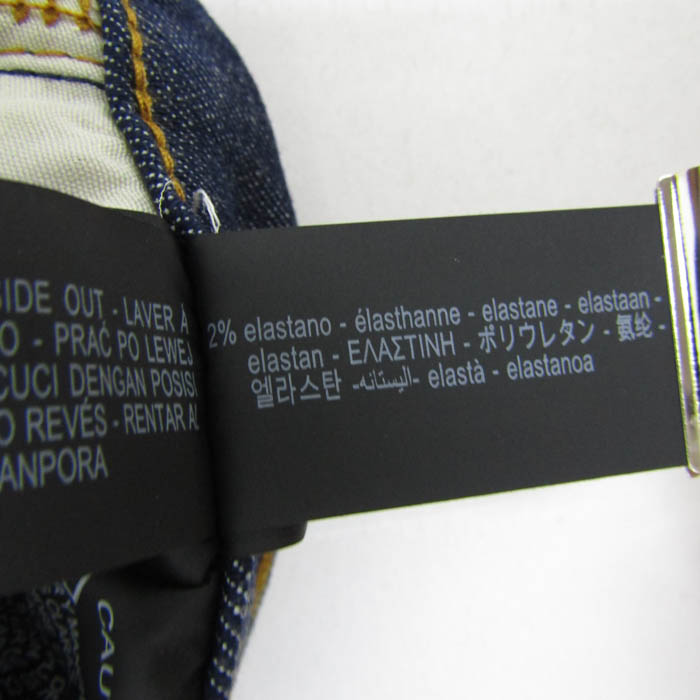 SIDE OUT - LAVER À
O - PRAĆ PO LEWEJ
CUCI DENGAN POSISI
O REVÉS - RENTAR AL
ANPORA
2% elastano - élasthanne - elastane - elastaan -
elastan - ΕΛΑΣΤΙΝΗ - ポリウレタン - 氨纶 -
엘라스탄 -اليستانه- elastà - elastanoa
CAU